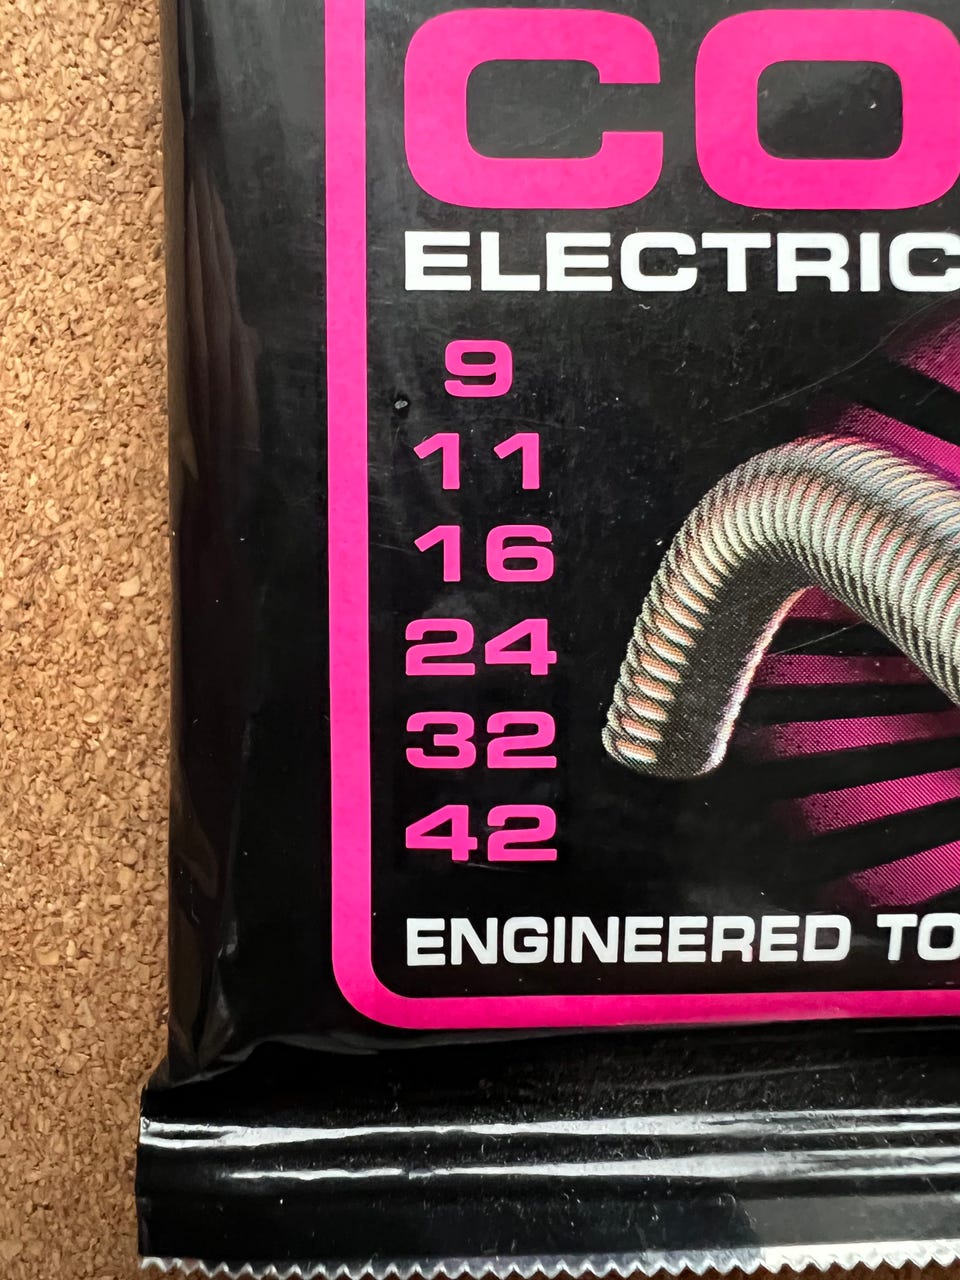 CO
ELECTRIC
9
11
16
24
32
42
ENGINEERED TO